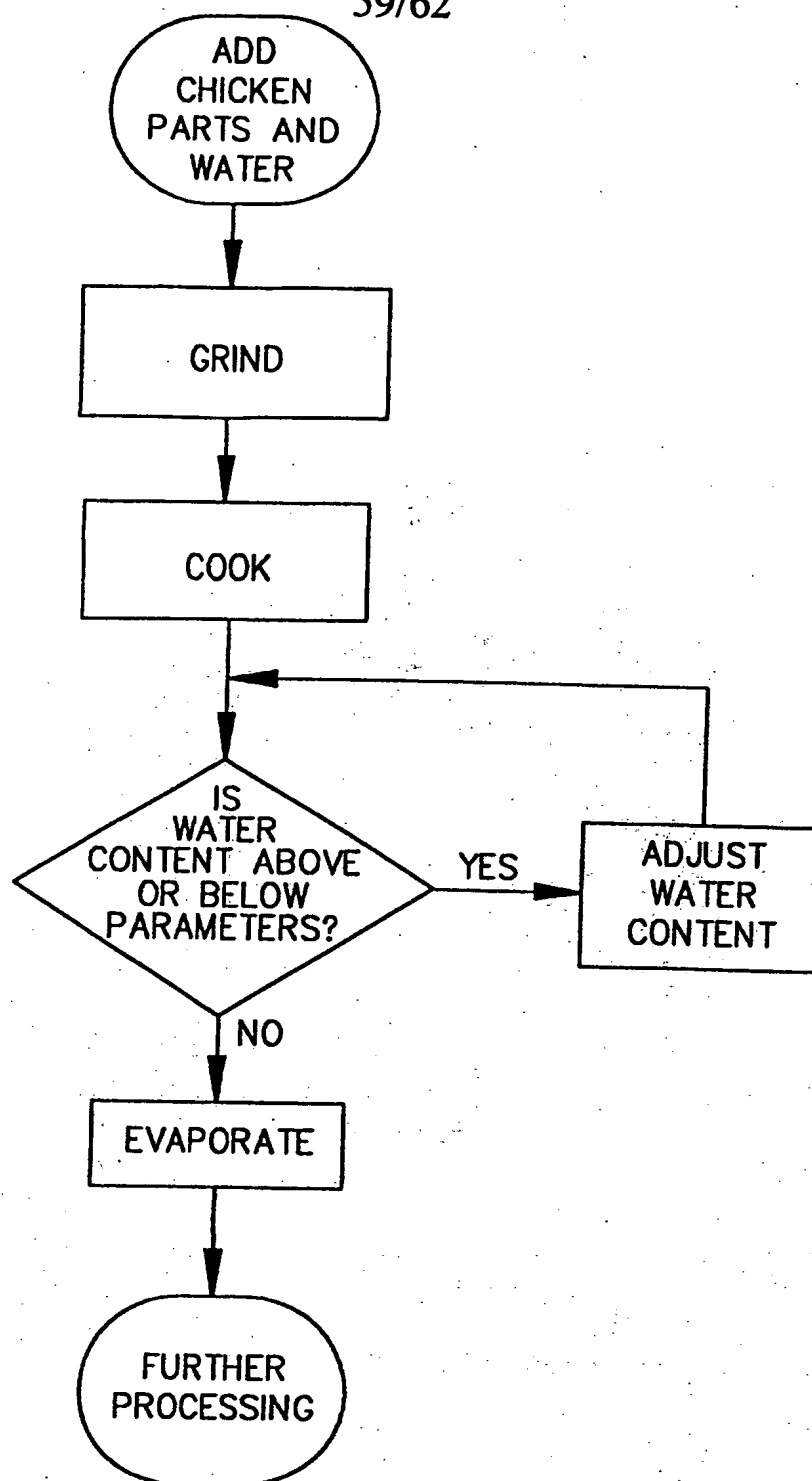 59/62
ADD
CHICKEN
PARTS AND
WATER
GRIND
COOK
IS
WATER
CONTENT ABOVE
OR BELOW
PARAMETERS?
YES
ADJUST
WATER
CONTENT
NO
EVAPORATE
FURTHER
PROCESSING